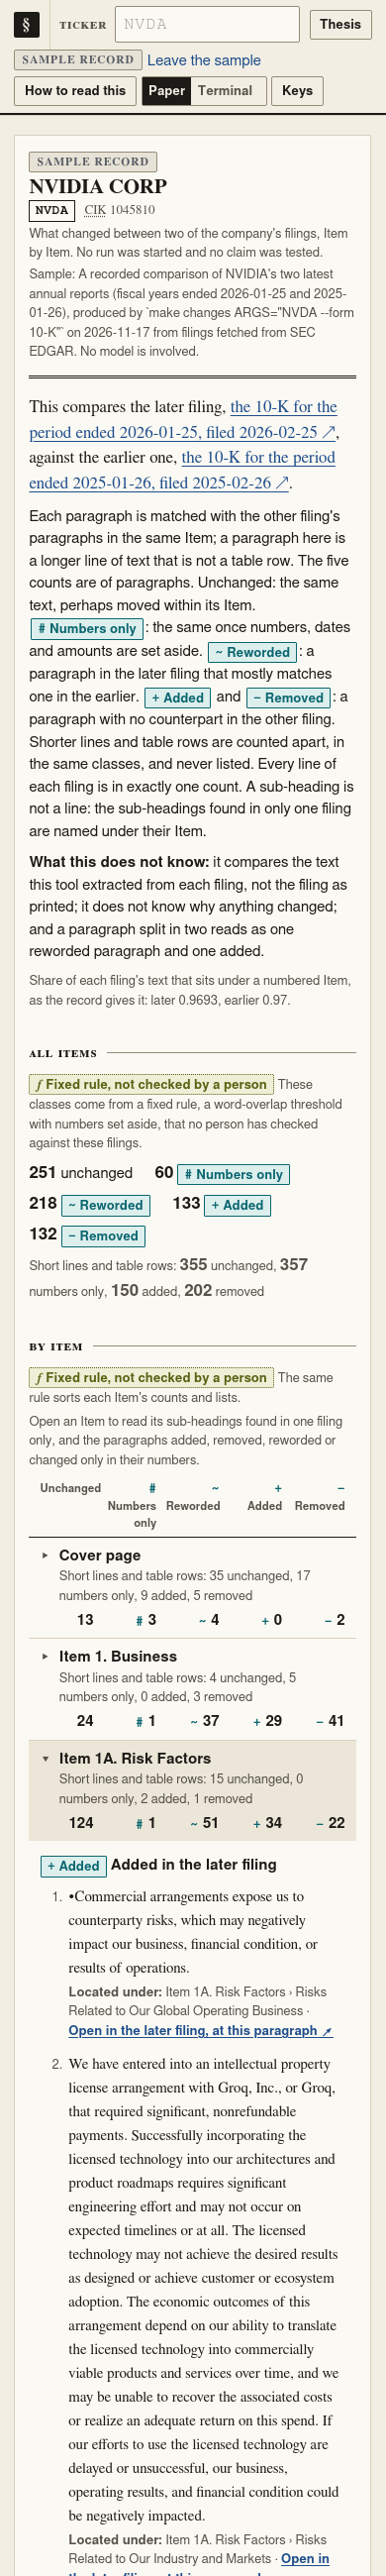 § TICKER NVDA Thesis
SAMPLE RECORD Leave the sample
How to read this Paper Terminal Keys
SAMPLE RECORD
NVIDIA CORP
NVDA CIK 1045810
What changed between two of the company's filings, Item
by Item. No run was started and no claim was tested.
Sample: A recorded comparison of NVIDIA's two latest
annual reports (fiscal years ended 2026-01-25 and 2025-
01-26), produced by `make changes ARGS="NVDA --form
10-K"` on 2026-11-17 from filings fetched from SEC
EDGAR. No model is involved.
This compares the later filing, the 10-K for the
period ended 2026-01-25, filed 2026-02-25 ↗,
against the earlier one, the 10-K for the period
ended 2025-01-26, filed 2025-02-26 ↗.
Each paragraph is matched with the other filing's
paragraphs in the same Item; a paragraph here is
a longer line of text that is not a table row. The five
counts are of paragraphs. Unchanged: the same
text, perhaps moved within its Item.
# Numbers only : the same once numbers, dates
and amounts are set aside. ~ Reworded : a
paragraph in the later filing that mostly matches
one in the earlier. + Added and − Removed : a
paragraph with no counterpart in the other filing.
Shorter lines and table rows are counted apart, in
the same classes, and never listed. Every line of
each filing is in exactly one count. A sub-heading is
not a line: the sub-headings found in only one filing
are named under their Item.
What this does not know: it compares the text
this extracted from each filing, not the filing as
printed; it does not know why anything changed;
and a paragraph split in two reads as one
reworded paragraph and one added.
Share of each filing's text that sits under a numbered Item,
as the record gives it: later 0.9693, earlier 0.97.
ALL ITEMS
ƒ Fixed rule, not checked by a person These
classes come from a fixed rule, a word-overlap threshold
with numbers set aside, that no person has checked
against these filings.
251 unchanged 60 # Numbers only
218 ~ Reworded 133 + Added
132 − Removed
Short lines and table rows: 355 unchanged, 357
numbers only, 150 added, 202 removed
BY ITEM
ƒ Fixed rule, not checked by a person The same
rule sorts each Item's counts and lists.
Open an Item to read its sub-headings found in one filing
only, and the paragraphs added, removed, reworded or
changed only in their numbers.
Unchanged # ~ + −
Numbers Reworded Added Removed
only
▸ Cover page
Short lines and table rows: 35 unchanged, 17
numbers only, 9 added, 5 removed
13 # 3 ~ 4 + 0 − 2
▸ Item 1. Business
Short lines and table rows: 4 unchanged, 5
numbers only, 0 added, 3 removed
24 # 1 ~ 37 + 29 − 41
▾ Item 1A. Risk Factors
Short lines and table rows: 15 unchanged, 0
numbers only, 2 added, 1 removed
124 # 1 ~ 51 + 34 − 22
+ Added Added in the later filing
1. •Commercial arrangements expose us to
counterparty risks, which may negatively
impact our business, financial condition, or
results of operations.
Located under: Item 1A. Risk Factors › Risks
Related to Our Global Operating Business ·
Open in the later filing, at this paragraph ↗
2. We have entered into an intellectual property
license arrangement with Groq, Inc., or Groq,
that required significant, nonrefundable
payments. Successfully incorporating the
licensed technology into our architectures and
product roadmaps requires significant
engineering effort and may not occur on
expected timelines or at all. The licensed
technology may not achieve the desired results
as designed or achieve customer or ecosystem
adoption. The economic outcomes of this
arrangement depend on our ability to translate
the licensed technology into commercially
viable products and services over time, and we
may be unable to recover the associated costs
or realize an adequate return on this spend. If
our efforts to use the licensed technology are
delayed or unsuccessful, our business,
operating results, and financial condition could
be negatively impacted.
Located under: Item 1A. Risk Factors › Risks
Related to Our Industry and Markets · Open in